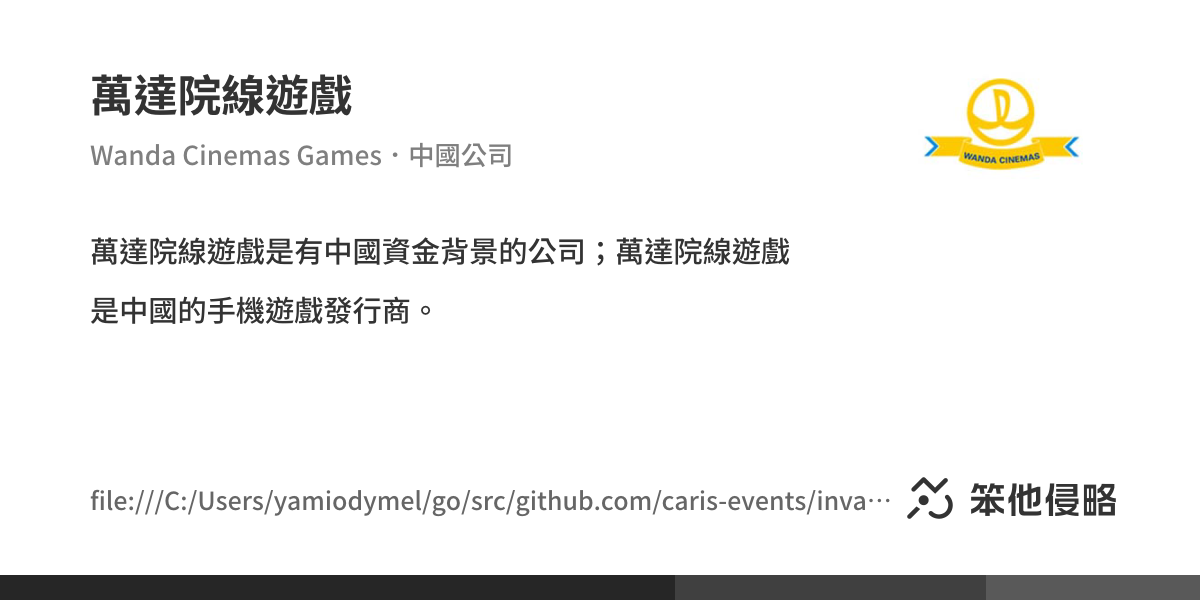 萬達院線遊戲
Wanda Cinemas Games・中國公司
WANDA CINEMAS
萬達院線遊戲是有中國資金背景的公司；萬達院線遊戲
是中國的手機遊戲發行商。
file:///C:/Users/yamiodymel/go/src/github.com/caris-events/inva…
笨他侵略